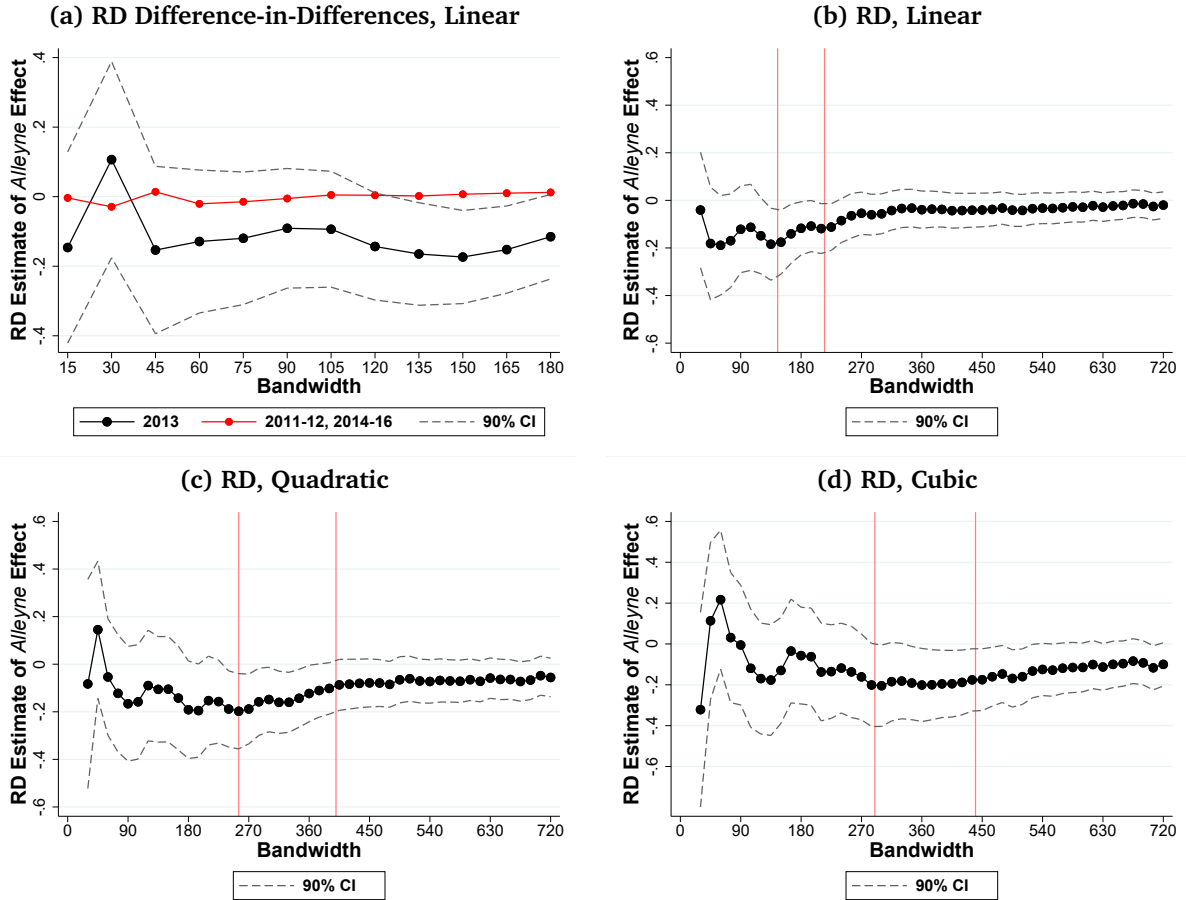 (a) RD Difference-in-Differences, Linear
RD Estimate of Alleyne Effect
.4
.2
0
-.2
-.4
15 30 45 60 75 90 105 120 135 150 165 180
Bandwidth
2013 2011-12, 2014-16 90% CI
(b) RD, Linear
RD Estimate of Alleyne Effect
.6
.4
.2
0
-.2
-.4
-.6
0 90 180 270 360 450 540 630 720
Bandwidth
90% CI
(c) RD, Quadratic
RD Estimate of Alleyne Effect
.6
.4
.2
0
-.2
-.4
-.6
0 90 180 270 360 450 540 630 720
Bandwidth
90% CI
(d) RD, Cubic
RD Estimate of Alleyne Effect
.6
.4
.2
0
-.2
-.4
-.6
0 90 180 270 360 450 540 630 720
Bandwidth
90% CI